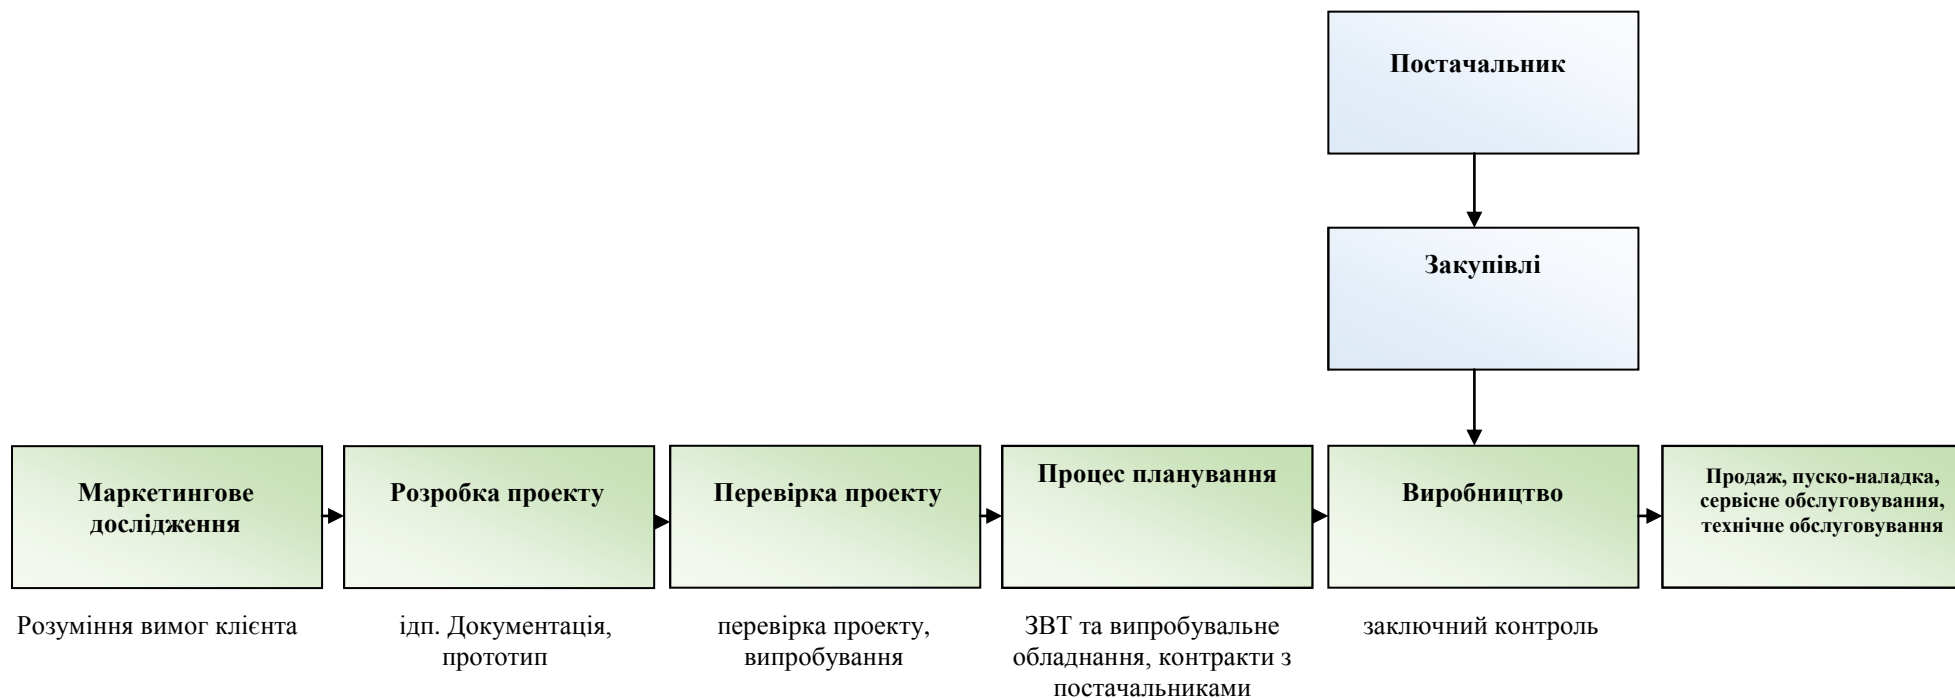 Постачальник
Закупівлі
Маркетингове
дослідження
Розробка проекту
Перевірка проекту
Процес планування
Виробництво
Продаж, пуско-наладка,
сервісне обслуговування,
технічне обслуговування
Розуміння вимог клієнта
ідп. Документація,
прототип
перевірка проекту,
випробування
ЗВТ та випробувальне
обладнання, контракти з
постачальниками
заключний контроль